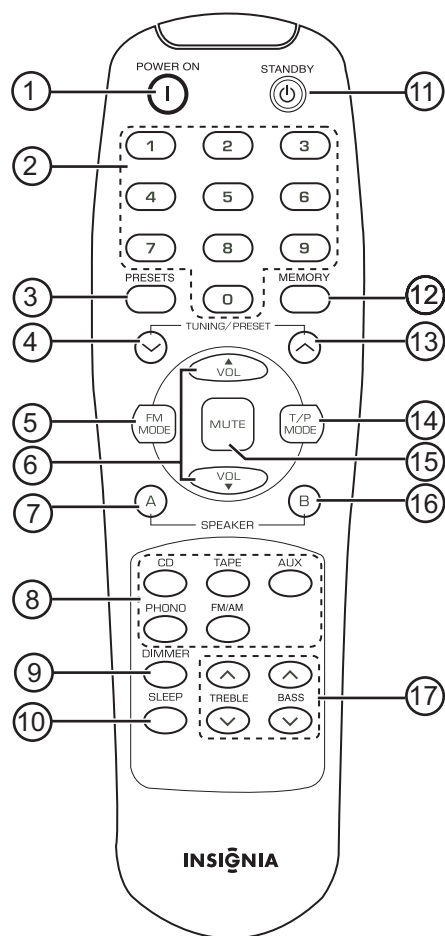 POWER ON STANDBY
1 11
2 1 2 3
4 5 6
7 8 9
PRESETS MEMORY
3 0 12
TUNING/PRESET
4 13
VOL
5 FM MODE MUTE T/P MODE 14
6 15
VOL
7 A B 16
SPEAKER
CD TAPE AUX
8
PHONO FM/AM
DIMMER
9
SLEEP TREBLE BASS 17
10
INSIGNIA